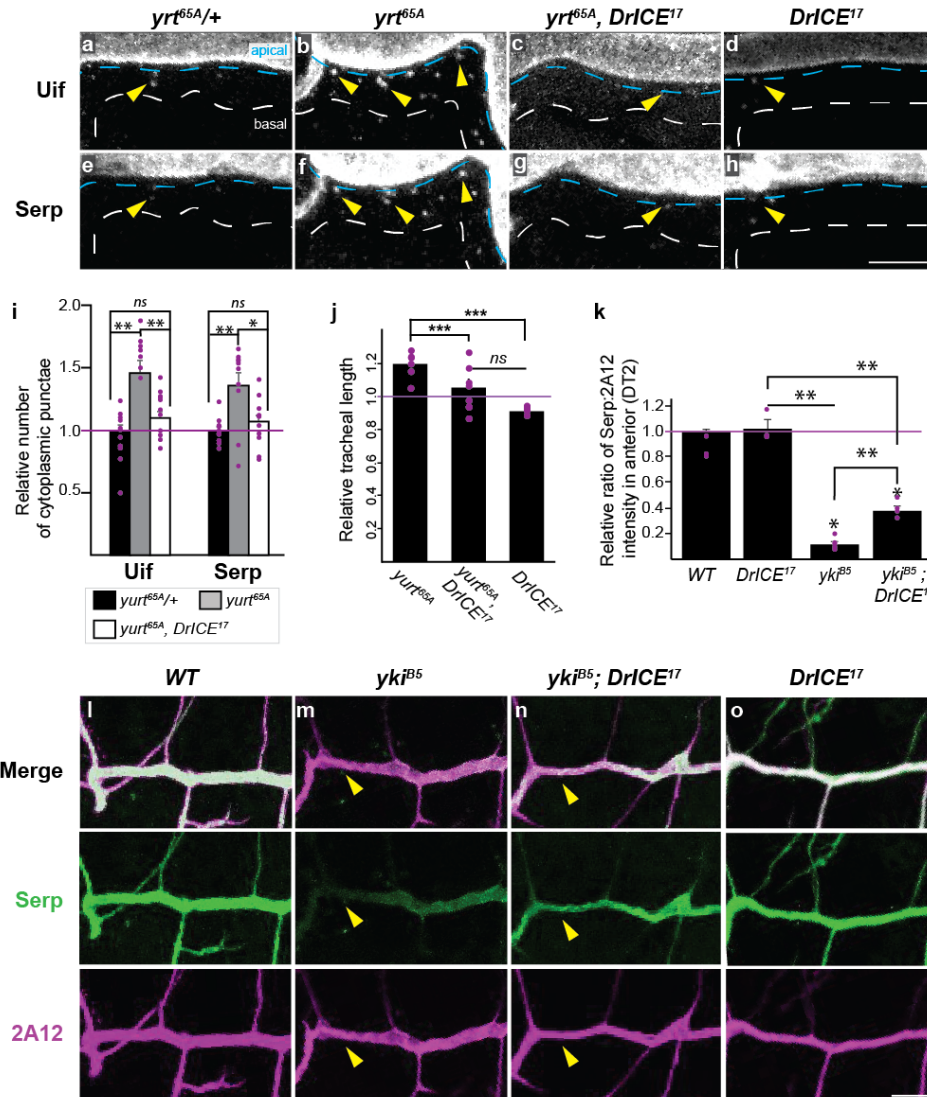 yrt⁶⁵ᴬ/+ yrt⁶⁵ᴬ yrt⁶⁵ᴬ, DrICE¹⁷ DrICE¹⁷
a apical b c d
Uif
basal
e f g h
Serp
i
Relative number
of cytoplasmic punctae
2.0
1.5
1.0
0.5
ns
** **
ns
** *
Uif Serp
yurt⁶⁵ᴬ/+ yurt⁶⁵ᴬ
yurt⁶⁵ᴬ, DrICE¹⁷
j
Relative tracheal length
1.2
1.0
0.8
0.6
0.4
0.2
***
***
ns
yurt⁶⁵ᴬ
yurt⁶⁵ᴬ,
DrICE¹⁷
DrICE¹⁷
k
Relative ratio of Serp:2A12
intensity in anterior (DT2)
1.2
1.0
0.8
0.6
0.4
0.2
**
**
**
*
*
WT DrICE¹⁷ ykiᴮ⁵ ykiᴮ⁵;
DrICE¹
WT ykiᴮ⁵ ykiᴮ⁵; DrICE¹⁷ DrICE¹⁷
l m n o
Merge
Serp
2A12